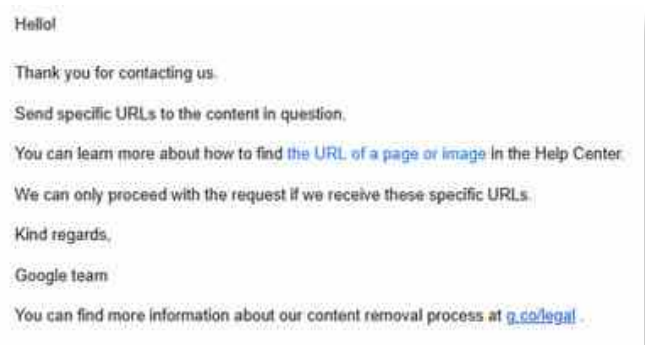 Hello!
Thank you for contacting us.
Send specific URLs to the content in question.
You can learn more about how to find the URL of a page or image in the Help Center.
We can only proceed with the request if we receive these specific URLs.
Kind regards,
Google team
You can find more information about our content removal process at g.co/legal .